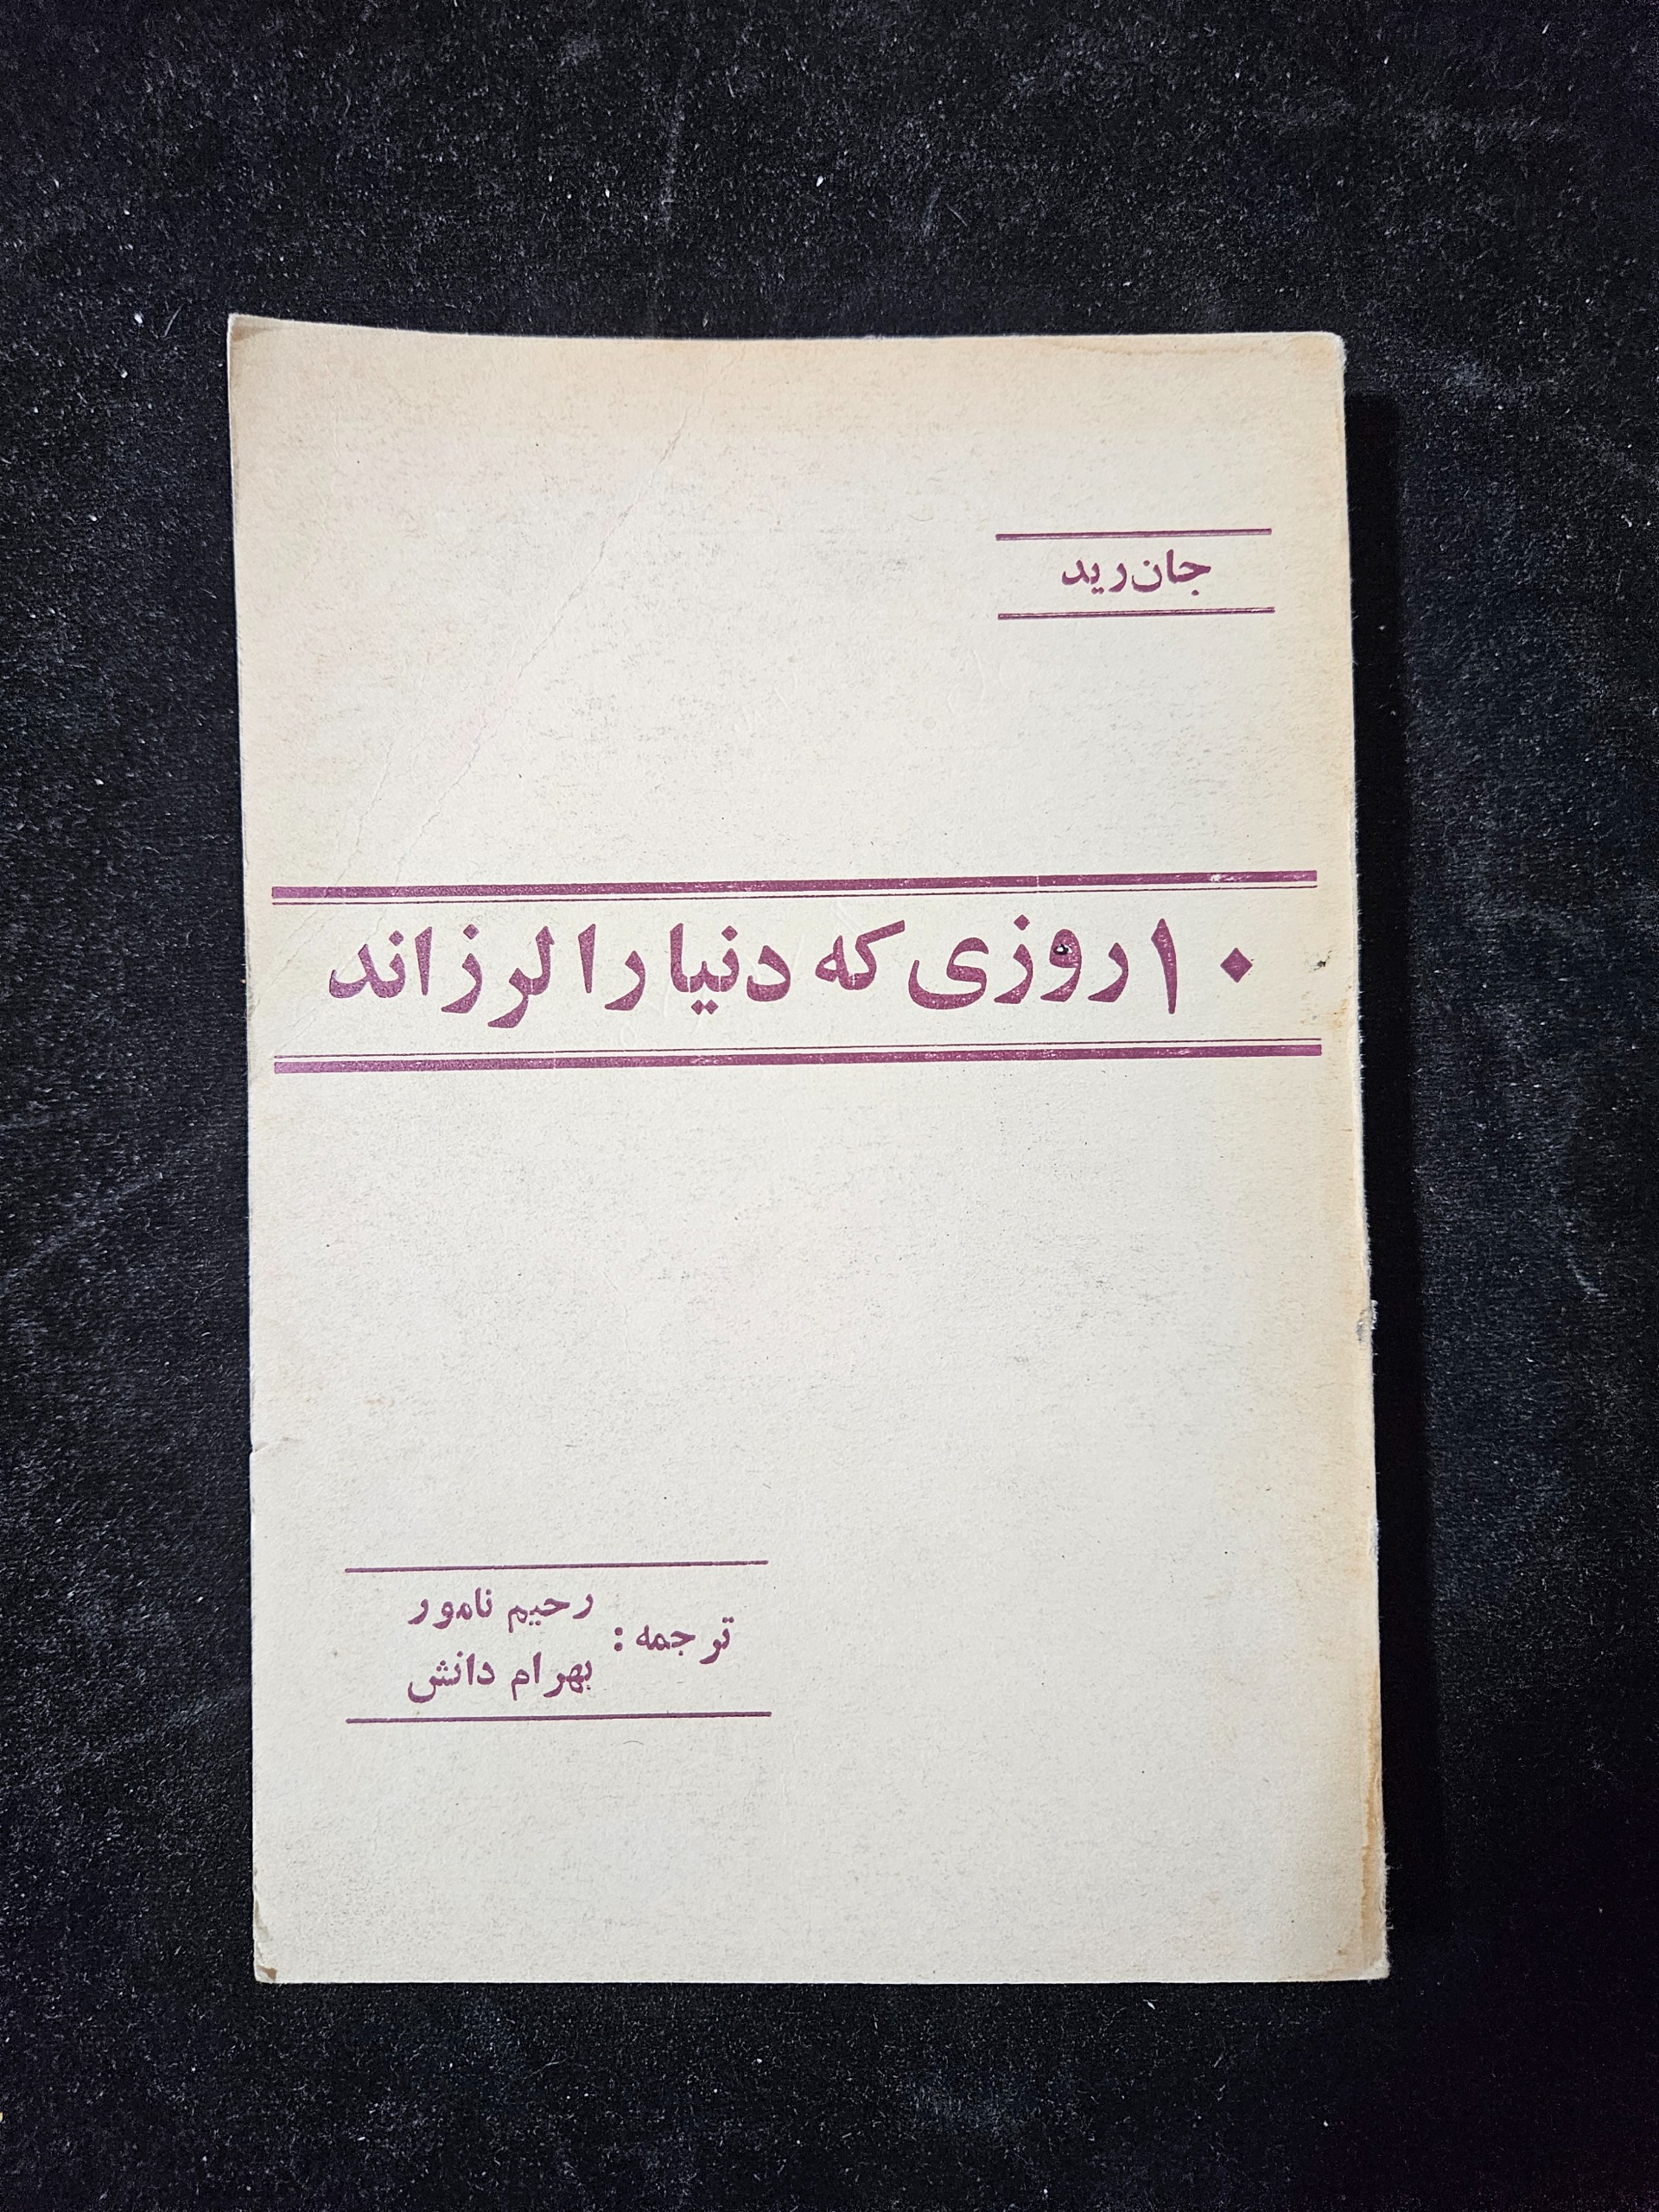 جان رید
۱۰ روزی که دنیا را لرزاند
ترجمه: رحیم نامور
بهرام دانش